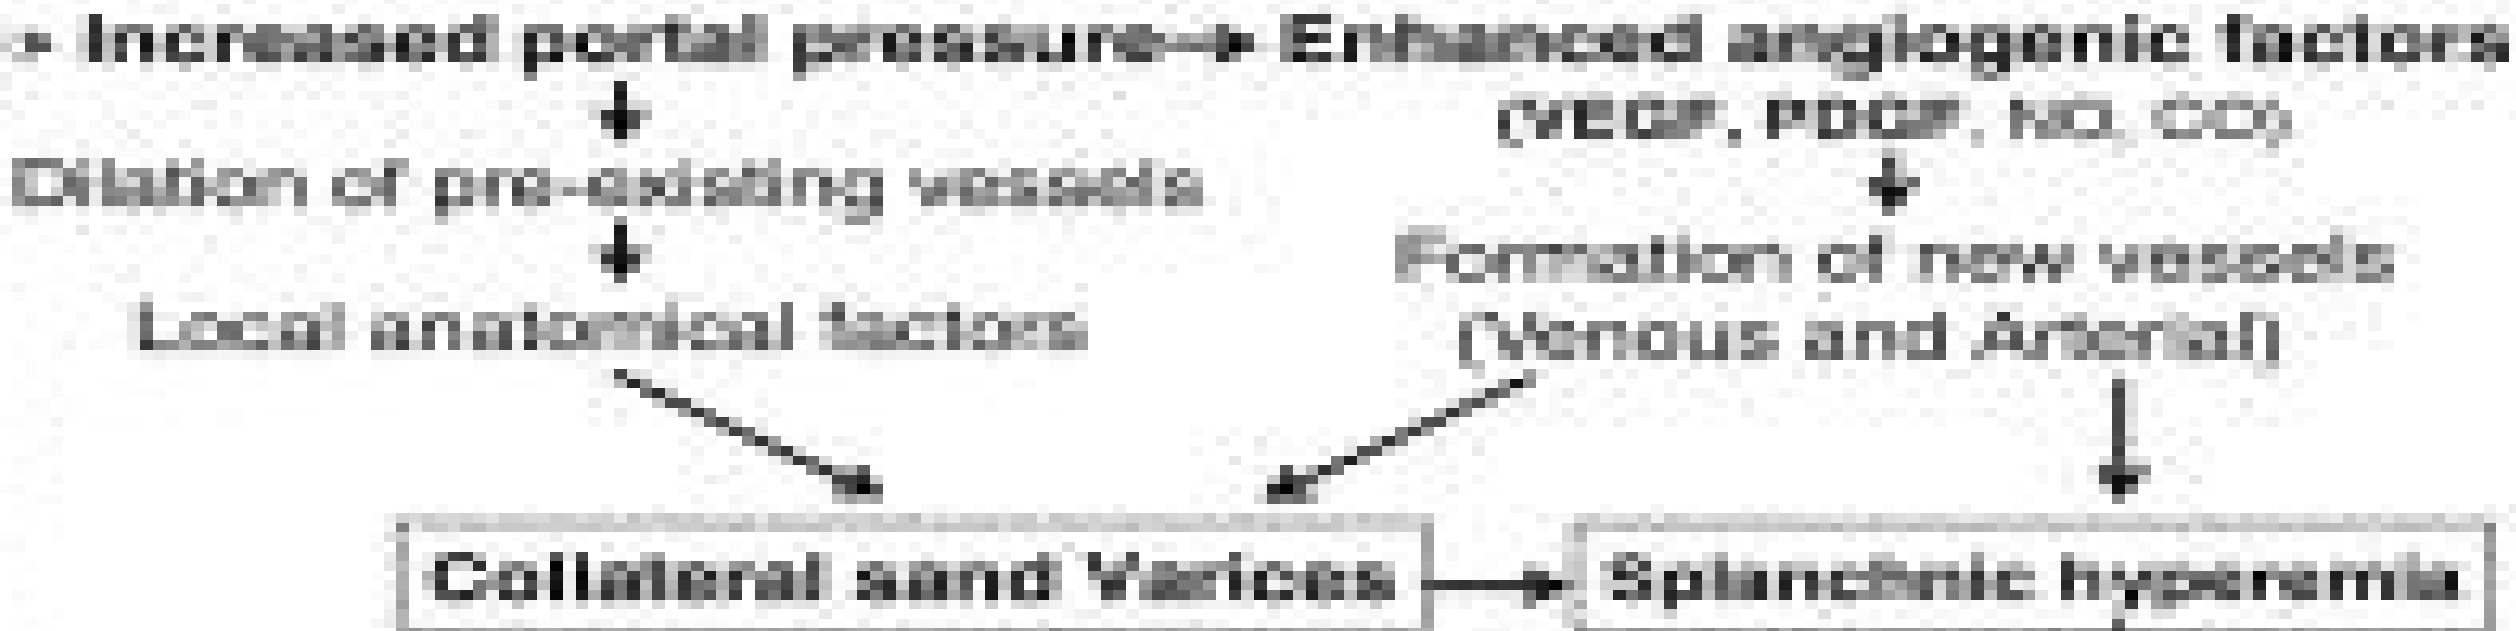 Increased portal pressure
Enhanced angiogenic factors
(VEGF, PDGF, NO, CO)
Dilation of pre-existing vessels
Formation of new vessels
Local anatomical factors
(Venous and Arterial)
Collateral sand Varices
Splanchnic hyperemia